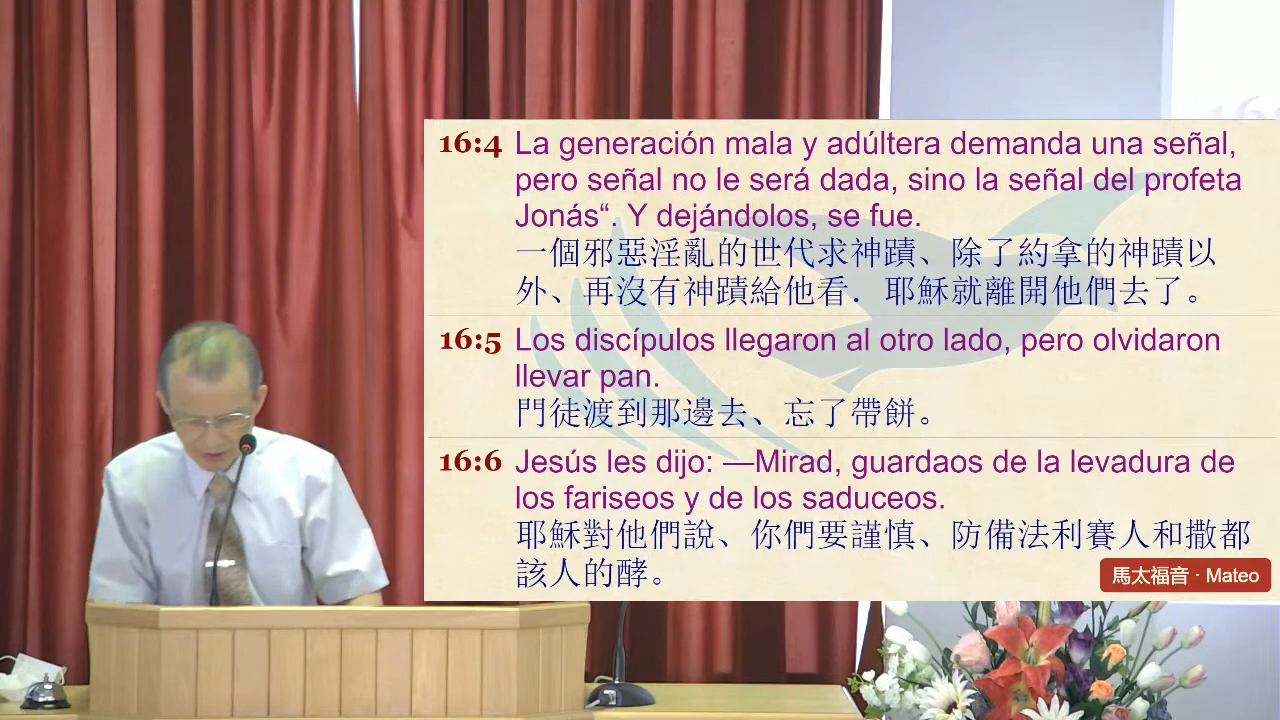 16:4 La generación mala y adúltera demanda una señal,
pero señal no le será dada, sino la señal del profeta
Jonás“. Y dejándolos, se fue.
一個邪惡淫亂的世代求神蹟、除了約拿的神蹟以
外、再沒有神蹟給他看．耶穌就離開他們去了。
16:5 Los discípulos llegaron al otro lado, pero olvidaron
llevar pan.
門徒渡到那邊去、忘了帶餅。
16:6 Jesús les dijo: —Mirad, guardaos de la levadura de
los fariseos y de los saduceos.
耶穌對他們說、你們要謹慎、防備法利賽人和撒都
該人的酵。
馬太福音 · Mateo